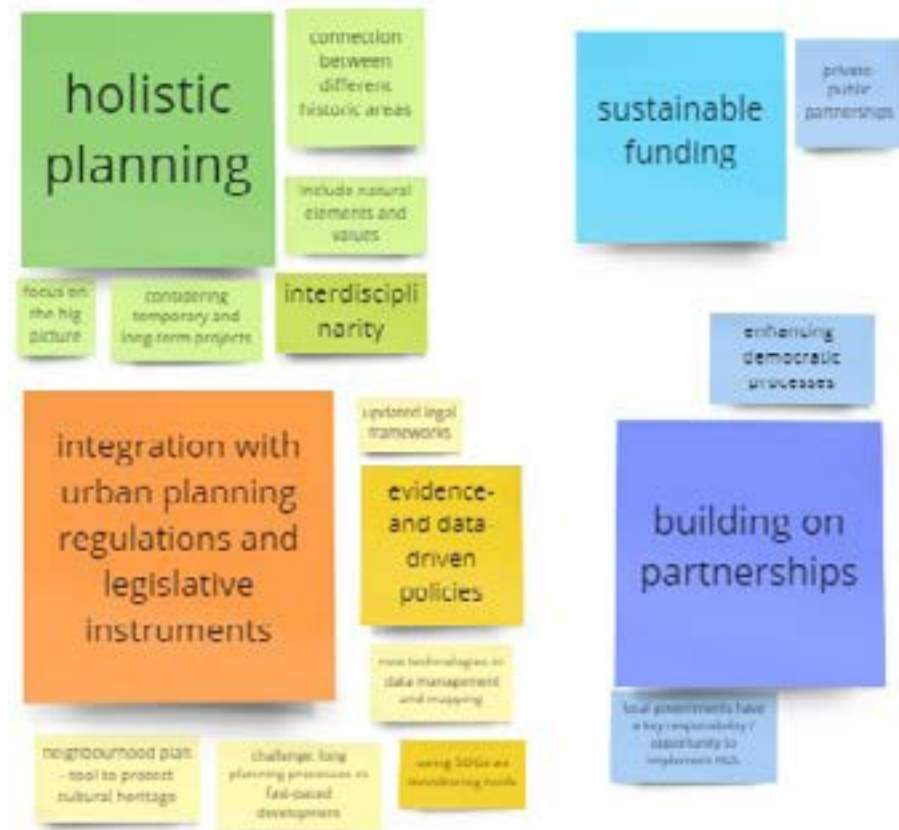 holistic
planning
connection
between
different
historic areas
include natural
elements and
values
focus on
the big
picture
considering
temporary and
long-term projects
interdiscipli
narity
sustainable
funding
private-
public
partnerships
enhancing
democratic
processes
building on
partnerships
local governments have
a key responsibility /
opportunity to
implement HUL
integration with
urban planning
regulations and
legislative
instruments
updated legal
frameworks
evidence-
and data
driven
policies
new technologies in
data management
and mapping
neighbourhood plan
- tool to protect
cultural heritage
challenge: long
planning processes vs
fast-paced
development
using SDGs as
monitoring tools